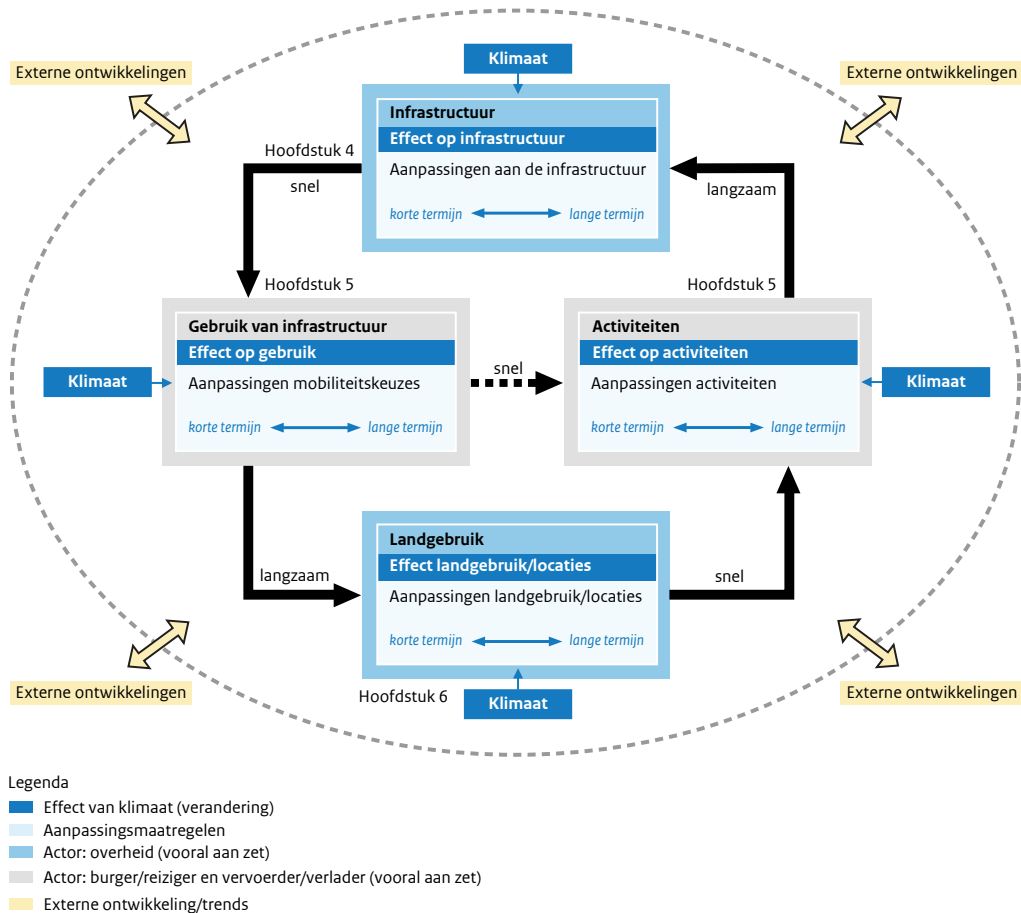 Klimaat
Externe ontwikkelingen
Externe ontwikkelingen
Infrastructuur
Effect op infrastructuur
Aanpassingen aan de infrastructuur
korte termijn
lange termijn
Hoofdstuk 4
snel
langzaam
Hoofdstuk 5
Hoofdstuk 5
Gebruik van infrastructuur
Effect op gebruik
Aanpassingen mobiliteitskeuzes
korte termijn
lange termijn
Klimaat
snel
Activiteiten
Effect op activiteiten
Aanpassingen activiteiten
korte termijn
lange termijn
Klimaat
langzaam
Landgebruik
Effect landgebruik/locaties
Aanpassingen landgebruik/locaties
korte termijn
lange termijn
snel
Externe ontwikkelingen
Hoofdstuk 6
Klimaat
Externe ontwikkelingen
Legenda
Effect van klimaat (verandering)
Aanpassingsmaatregelen
Actor: overheid (vooral aan zet)
Actor: burger/reiziger en vervoerder/verlader (vooral aan zet)
Externe ontwikkeling/trends